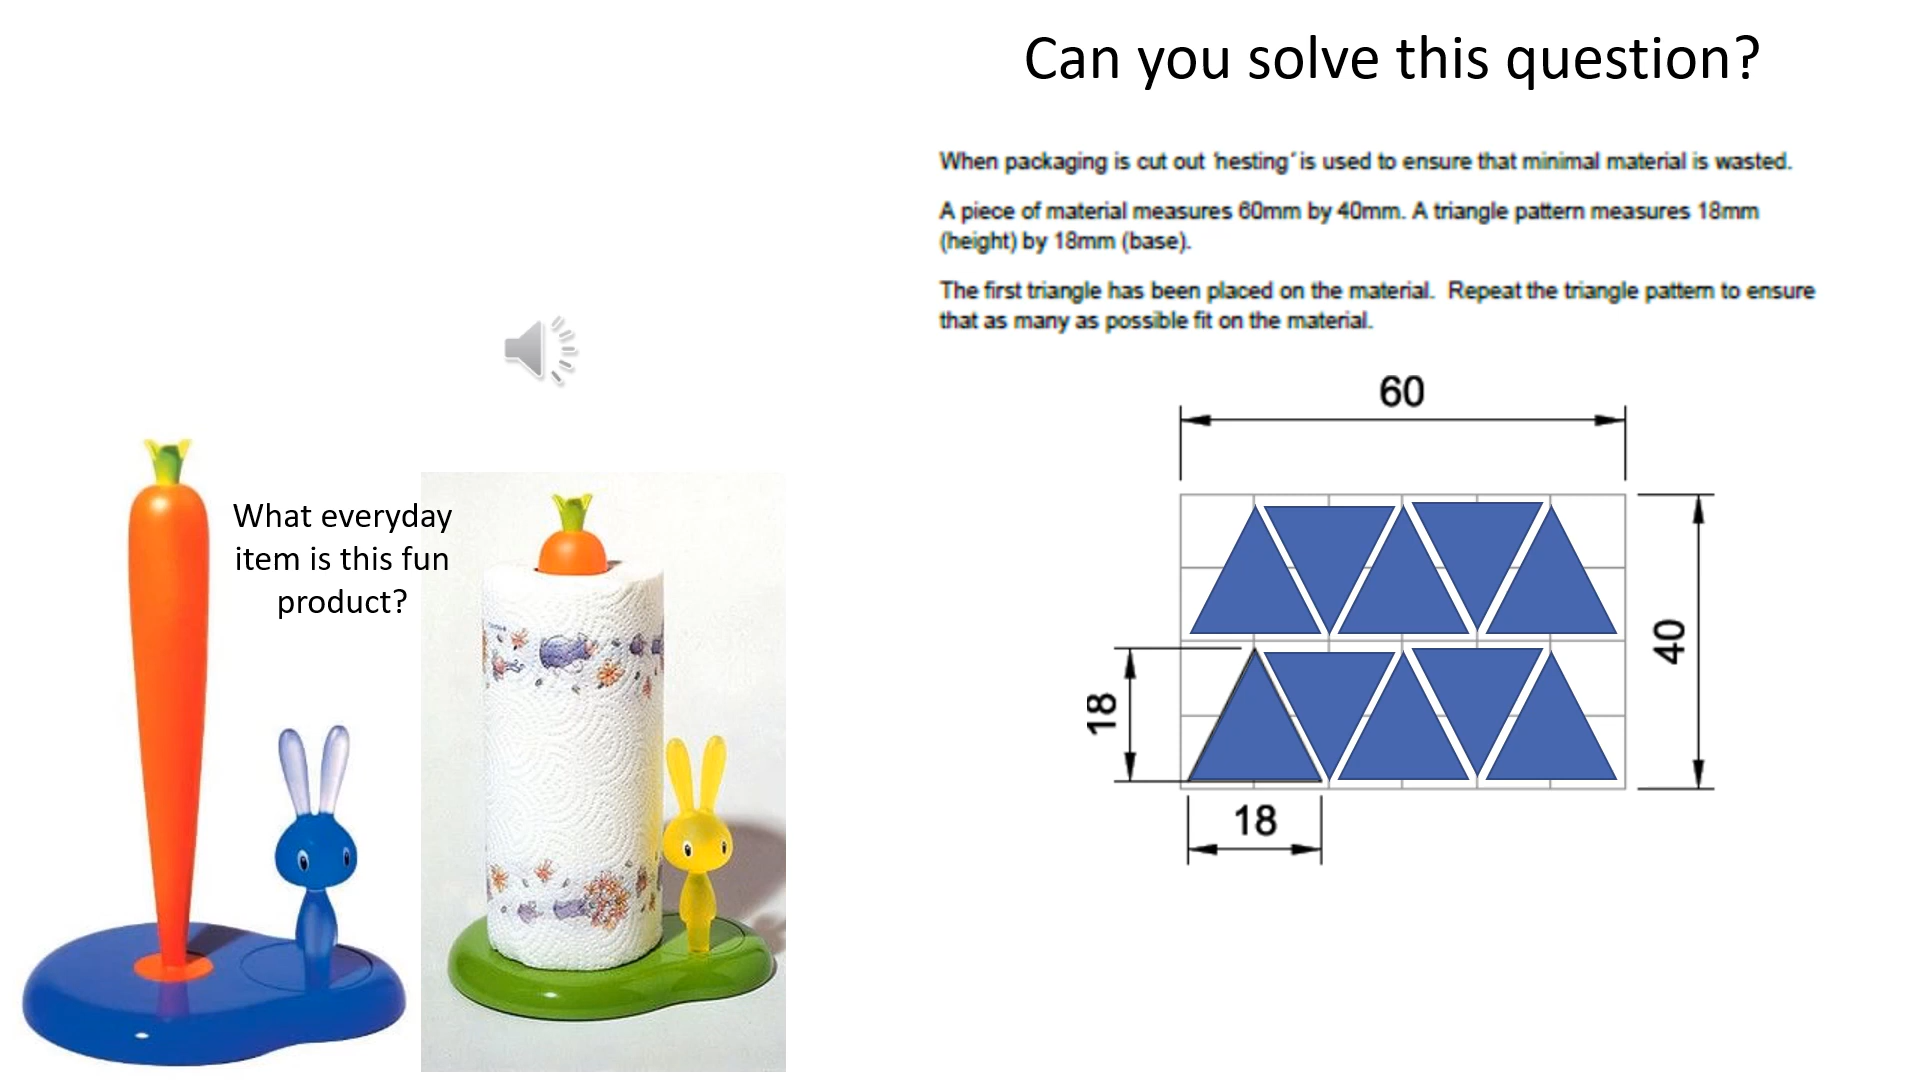 Can you solve this question?
When packaging is cut out 'nesting' is used to ensure that minimal material is wasted.
A piece of material measures 60mm by 40mm. A triangle pattern measures 18mm
(height) by 18mm (base).
The first triangle has been placed on the material. Repeat the triangle pattern to ensure
that as many as possible fit on the material.
60
40
18
18
What everyday
item is this fun
product?